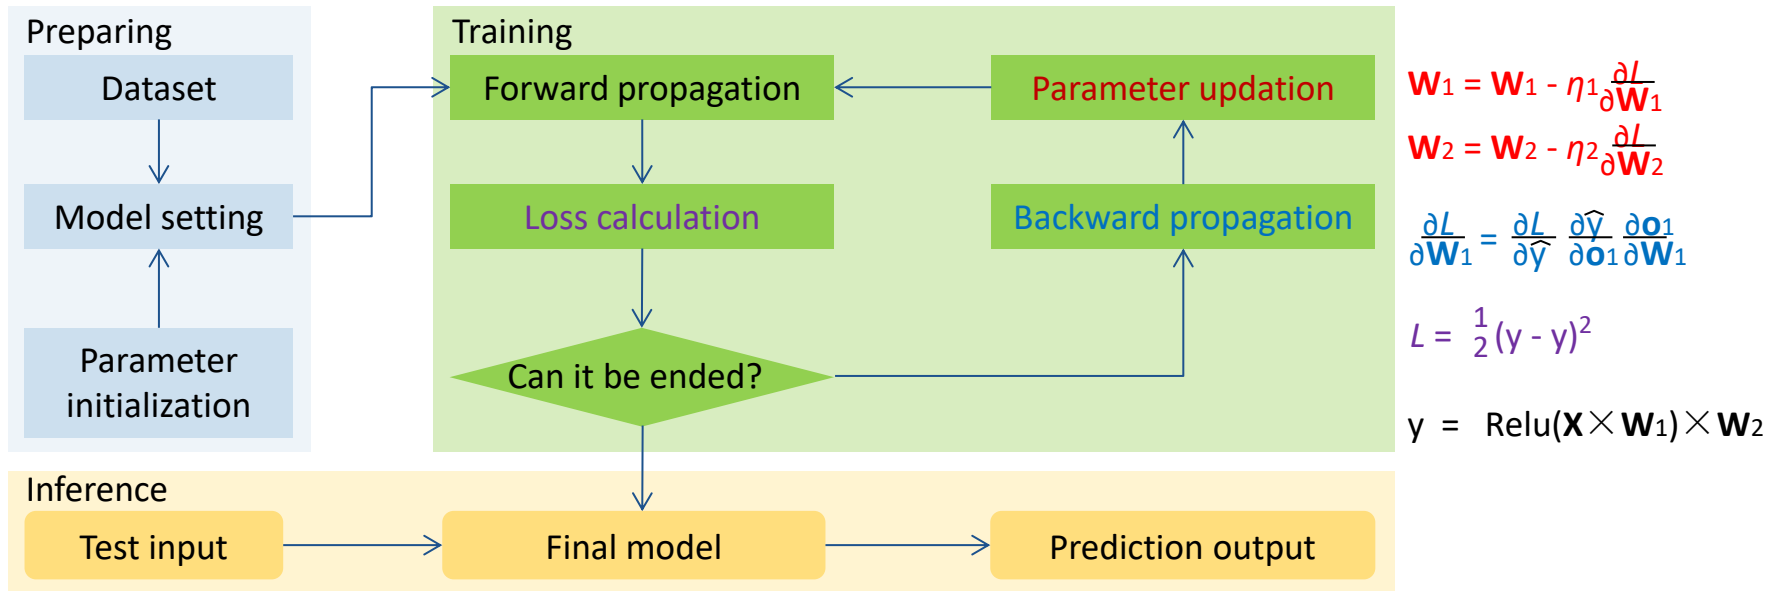 Preparing
Dataset
Model setting
Parameter
initialization
Training
Forward propagation
Parameter updation
Loss calculation
Backward propagation
Can it be ended?
Inference
Test input
Final model
Prediction output
W1 = W1 - η1 ∂L/∂W1
W2 = W2 - η2 ∂L/∂W2
∂L/∂W1 = ∂L/∂ŷ ∂ŷ/∂o1 ∂o1/∂W1
L = 1/2 (y - y)²
y = Relu(X × W1) × W2